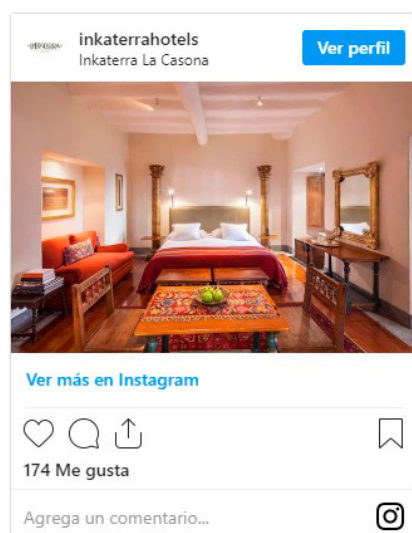 inkaterrahotels
Inkaterra La Casona
Ver perfil
Ver más en Instagram
174 Me gusta
Agrega un comentario...